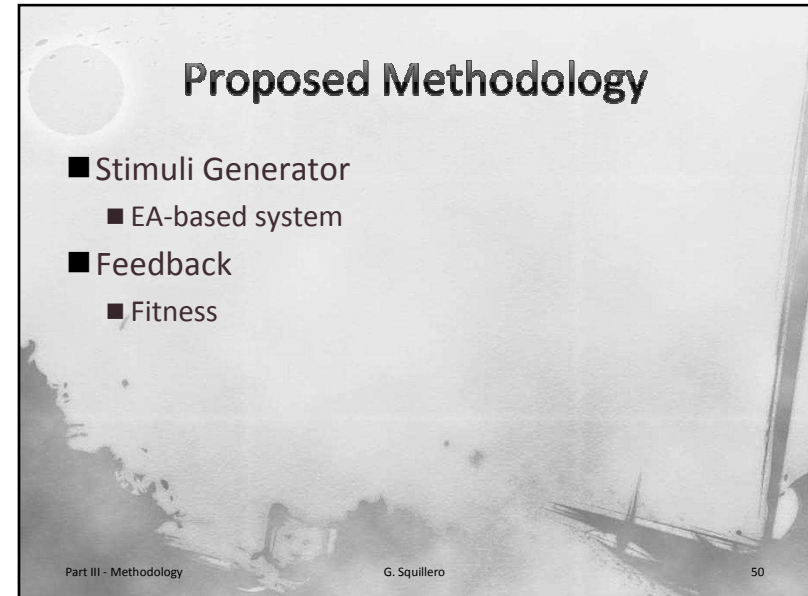 Proposed Methodology
■ Stimuli Generator
■ EA-based system
■ Feedback
■ Fitness
Part III - Methodology G. Squillero 50